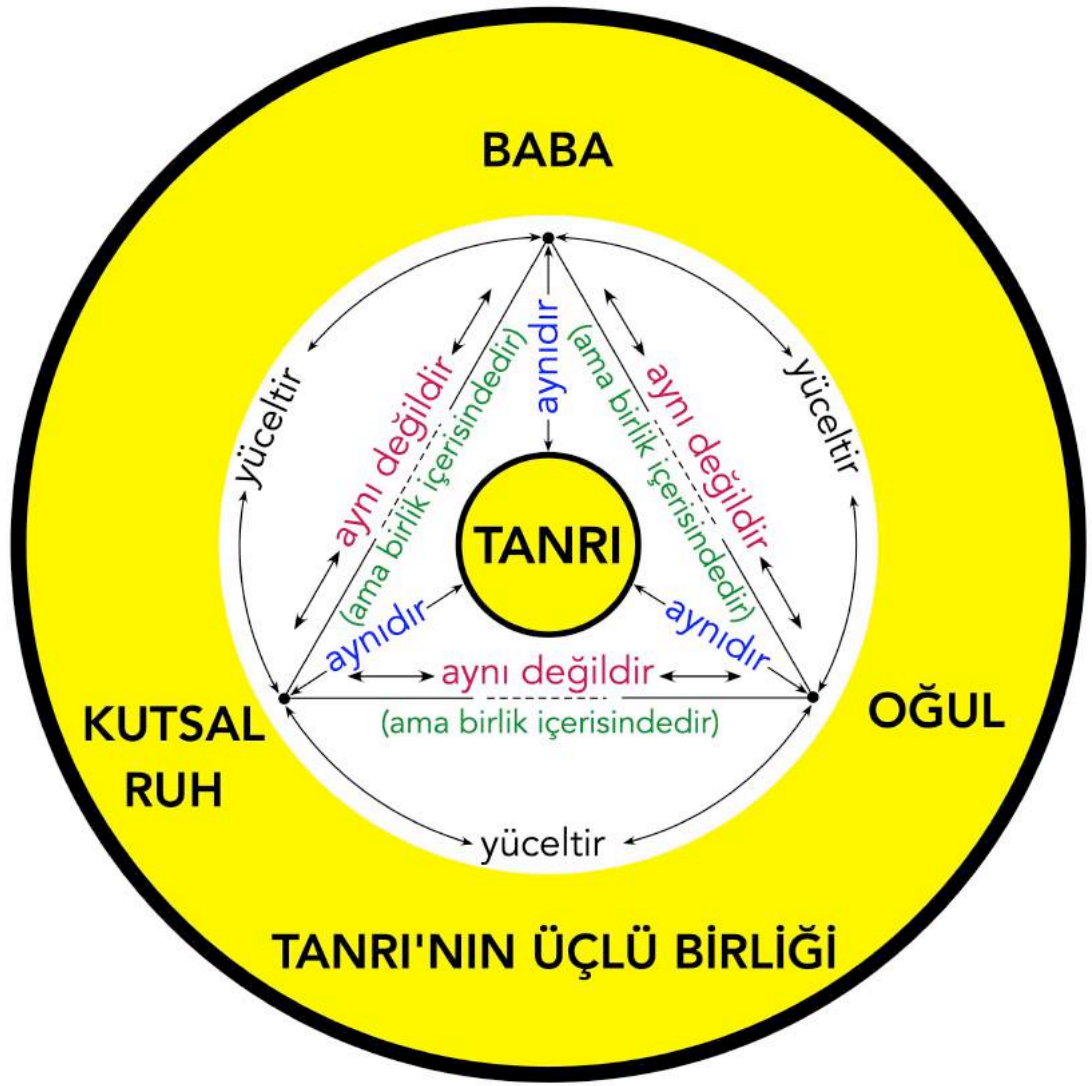 BABA
yüceltir
aynı değildir
(ama birlik içerisindedir)
aynıdır
(ama birlik içerisindedir)
aynı değildir
yüceltir
TANRI
aynıdır
aynıdır
aynı değildir
(ama birlik içerisindedir)
KUTSAL
RUH
OĞUL
yüceltir
TANRI'NIN ÜÇLÜ BİRLİĞİ